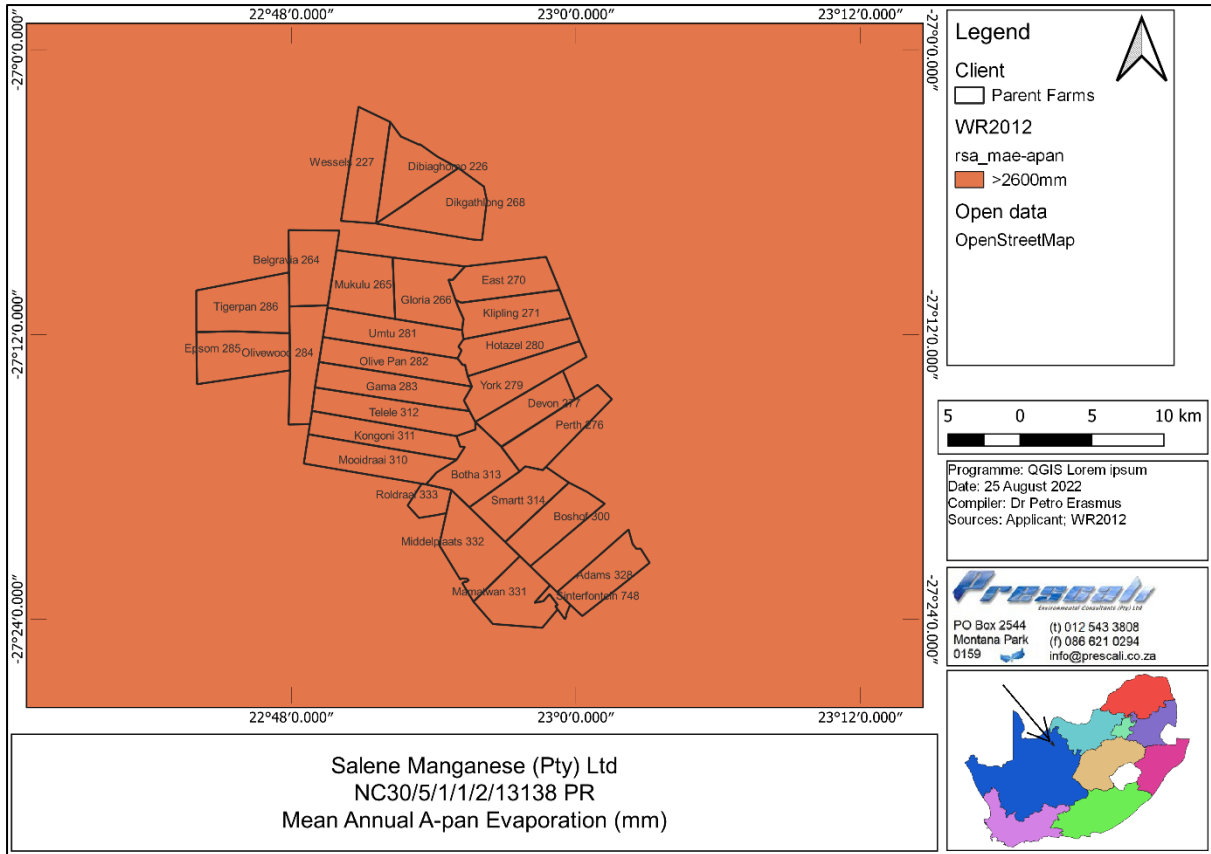 22°48′0.000″
23°0′0.000″
23°12′0.000″
-27°0′0.000″
-27°0′0.000″
Wessels 227
Dibiaghomo 226
Dikgathlong 268
Belgravia 264
Mukulu 265
Gloria 266
East 270
Tigerpan 286
Klipling 271
-27°12′0.000″
-27°12′0.000″
Umtu 281
Hotazel 280
Epsom 285
Olivewood 284
Olive Pan 282
Gama 283
York 279
Telele 312
Devon 277
Perth 276
Kongoni 311
Mooidraai 310
Botha 313
Roldraai 333
Smartt 314
Boshof 300
Middelplaats 332
Adams 328
Mamatwan 331
Sinterfontein 748
-27°24′0.000″
-27°24′0.000″
22°48′0.000″
23°0′0.000″
23°12′0.000″
Legend
Client
Parent Farms
WR2012
rsa_mae-apan
>2600mm
Open data
OpenStreetMap
5 0 5 10 km
Programme: QGIS Lorem ipsum
Date: 25 August 2022
Compiler: Dr Petro Erasmus
Sources: Applicant; WR2012
Prescali
Environmental Consultants (Pty) Ltd
PO Box 2544
Montana Park
0159
(t) 012 543 3808
(f) 086 621 0294
info@prescali.co.za
Salene Manganese (Pty) Ltd
NC30/5/1/1/2/13138 PR
Mean Annual A-pan Evaporation (mm)